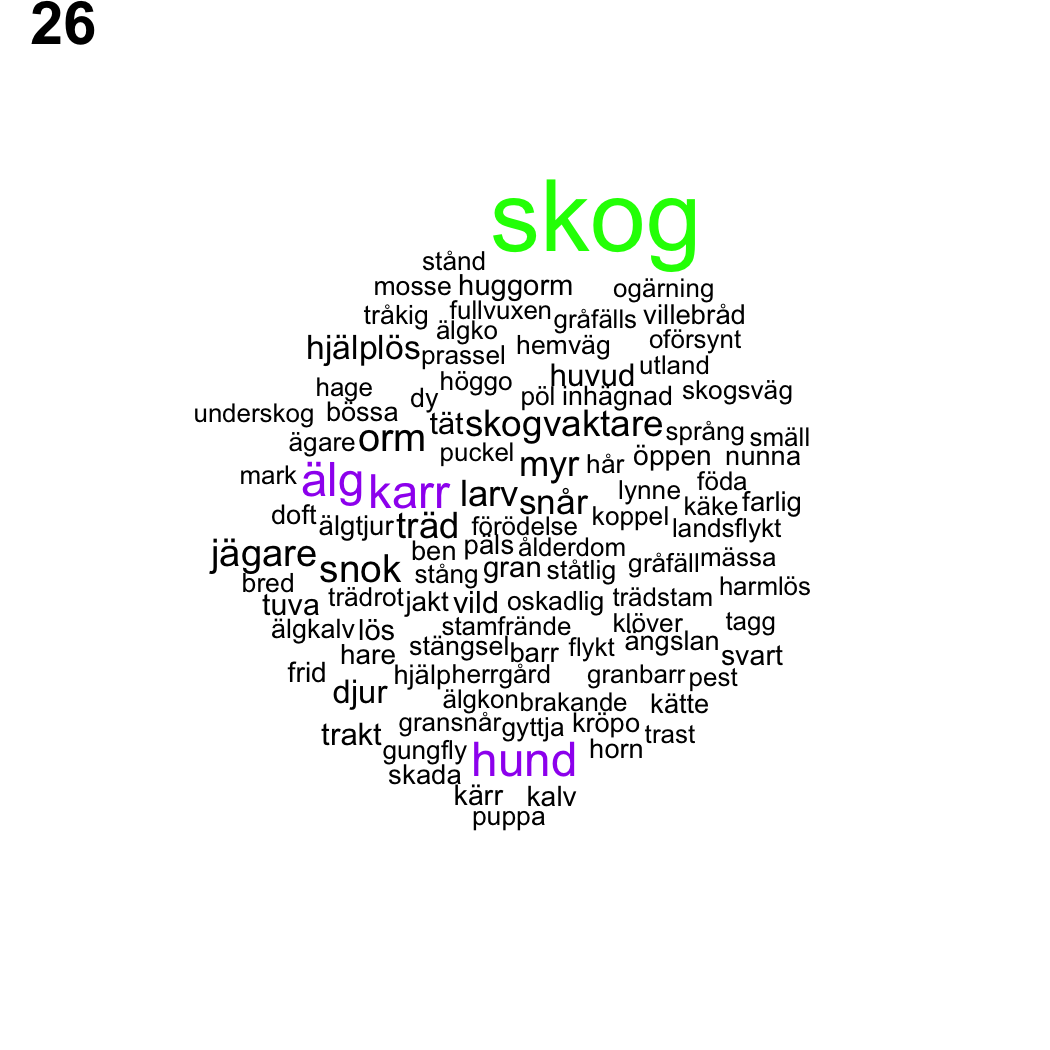 26
skog
stånd
mosse huggorm ogärning
tråkig fullvuxen gråfälls villebråd
älgko
hjälplös prassel hemväg oförsynt
hage höggo huvud utland
underskog bössa dy pöl inhägnad skogsväg
ägare orm tät skogvaktare språng smäll
puckel myr hår öppen nunna
mark älg karr larv snår lynne föda
käke farlig
doft älgtjur träd förödelse koppel landsflykt
jägare snok ben päls ålderdom
stång gran ståtlig gråfäll mässa
bred harmlös
tuva trädrot jakt vild oskadlig trädstam
älgkalv lös stamfrände klöver tagg
hare stängsel barr flykt ängslan svart
frid hjälp herrgård granbarr pest
djur älgkon brakande kätte
trakt gransnår gyttja kröpo trast
gungfly hund horn
skada
kärr kalv
puppa